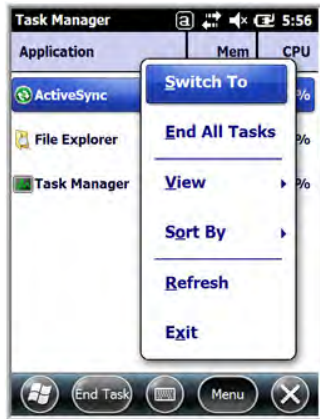 Task Manager a 5:56
Application Mem CPU
ActiveSync %
File Explorer %
Task Manager %
Switch To
End All Tasks
View
Sort By
Refresh
Exit
End Task Menu